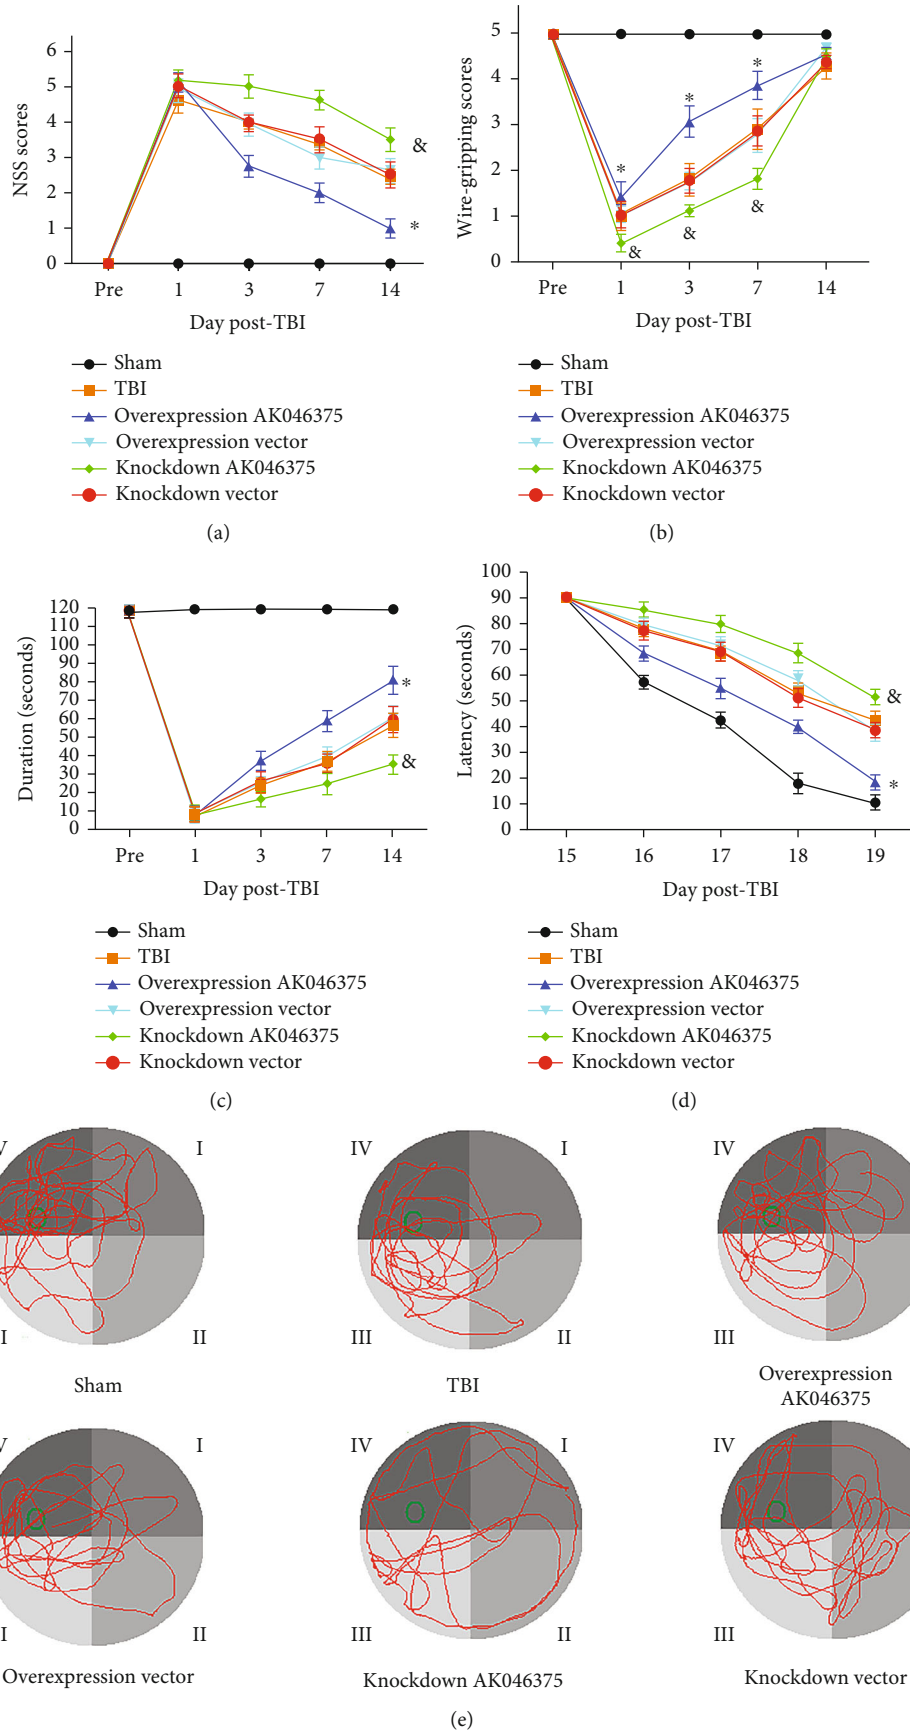 NSS scores
6
5
4
3
2
1
0
&
*
Pre 1 3 7 14
Day post-TBI
Sham
TBI
Overexpression AK046375
Overexpression vector
Knockdown AK046375
Knockdown vector
(a)
Wire-gripping scores
5
4
3
2
1
0
* * *
& & &
Pre 1 3 7 14
Day post-TBI
Sham
TBI
Overexpression AK046375
Overexpression vector
Knockdown AK046375
Knockdown vector
(b)
Duration (seconds)
120
110
100
90
80
70
60
50
40
30
20
10
0
*
&
Pre 1 3 7 14
Day post-TBI
Sham
TBI
Overexpression AK046375
Overexpression vector
Knockdown AK046375
Knockdown vector
(c)
Latency (seconds)
100
90
80
70
60
50
40
30
20
10
0
&
*
15 16 17 18 19
Day post-TBI
Sham
TBI
Overexpression AK046375
Overexpression vector
Knockdown AK046375
Knockdown vector
(d)
V I
I II
Sham
IV I
III II
TBI
IV
III
Overexpression
AK046375
V I
I II
Overexpression vector
IV I
III II
Knockdown AK046375
IV
III
Knockdown vector
(e)